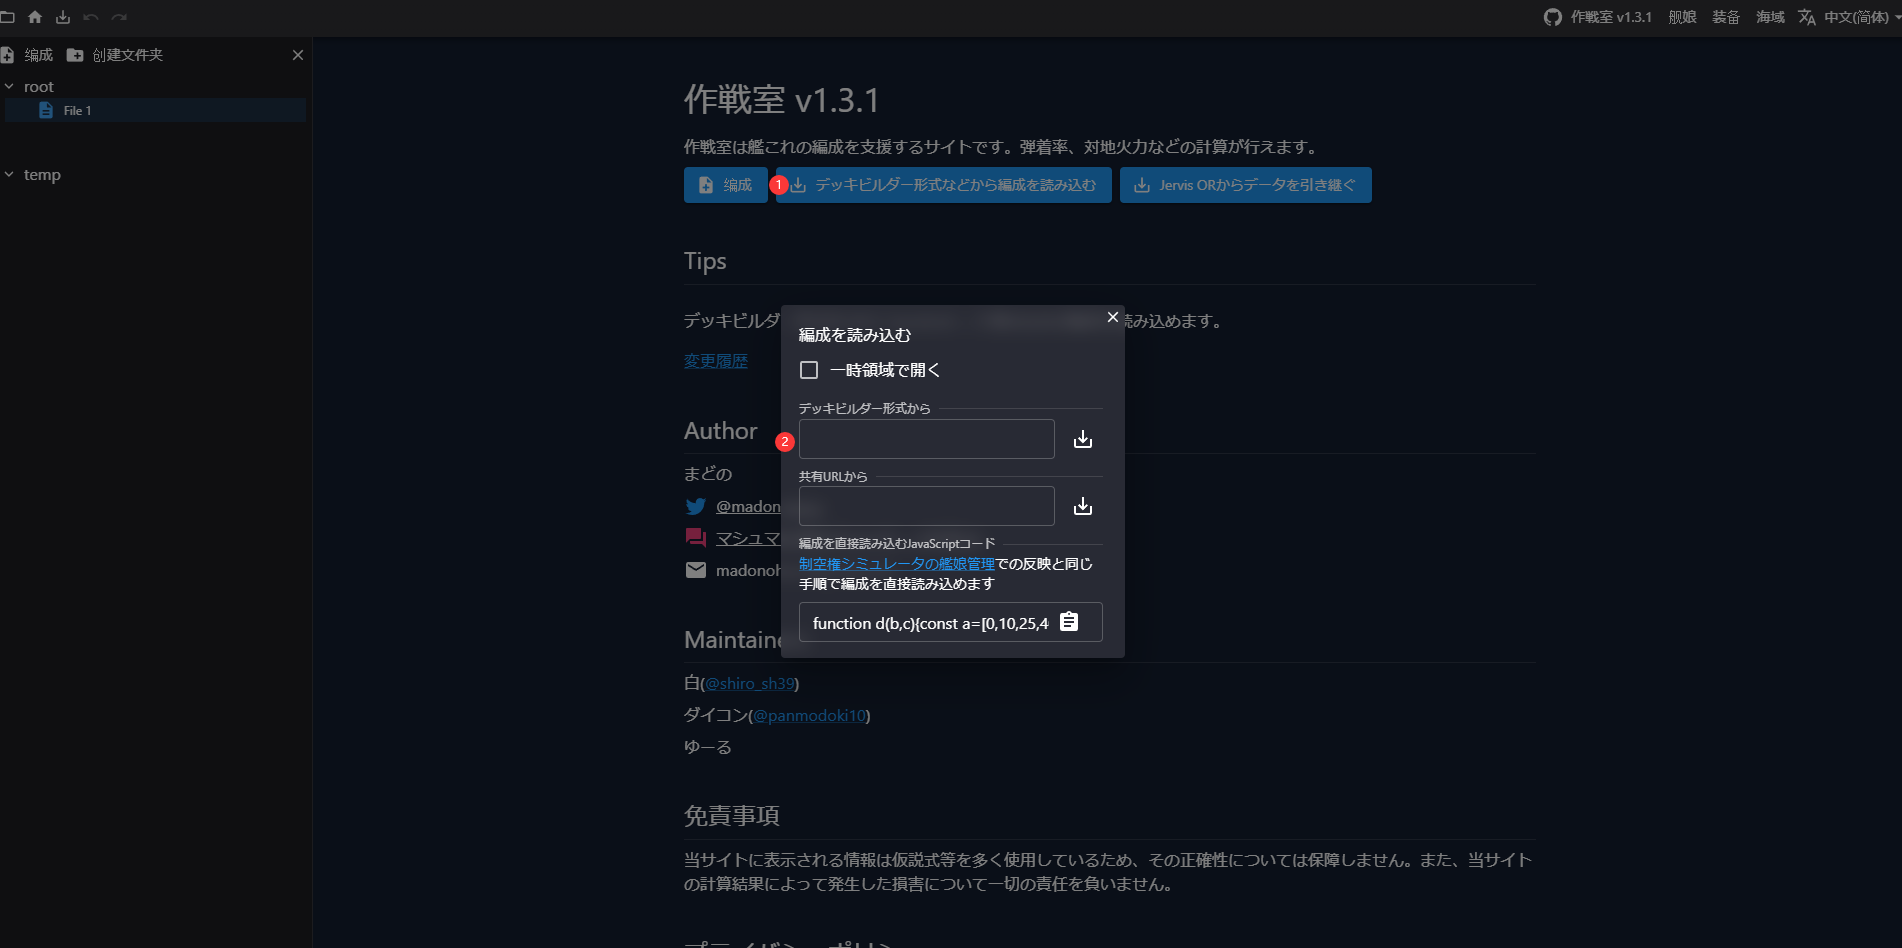 作戦室 v1.3.1 舰娘 装备 海域 中文(简体)
编成 创建文件夹
root
File 1
temp
作戦室 v1.3.1
作戦室は艦これの編成を支援するサイトです。弾着率、対地火力などの計算が行えます。
编成 1 デッキビルダー形式などから編成を読み込む Jervis ORからデータを引き継ぐ
Tips
デッキビルダ 読み込めます。
変更履歴
Author
まどの
@madon
マシュマ
madonoh
Maintaine
白(@shiro_sh39)
ダイコン(@panmodoki10)
ゆーる
免責事項
当サイトに表示される情報は仮説式等を多く使用しているため、その正確性については保障しません。また、当サイト
の計算結果によって発生した損害について一切の責任を負いません。
編成を読み込む
一時領域で開く
デッキビルダー形式から
2
共有URLから
編成を直接読み込むJavaScriptコード
制空権シミュレータの艦娘管理での反映と同じ
手順で編成を直接読み込めます
function d(b,c){const a=[0,10,25,4